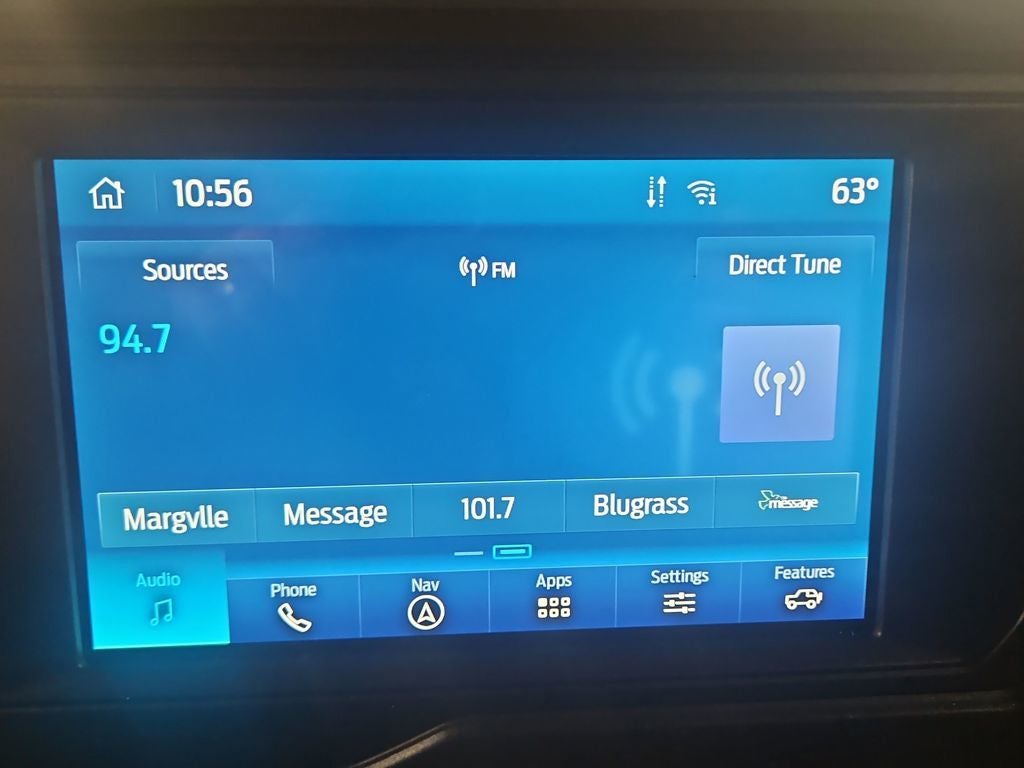 10:56
63°
Sources
FM
Direct Tune
94.7
Margvlle
Message
101.7
Blugrass
the message
Audio
Phone
Nav
Apps
Settings
Features